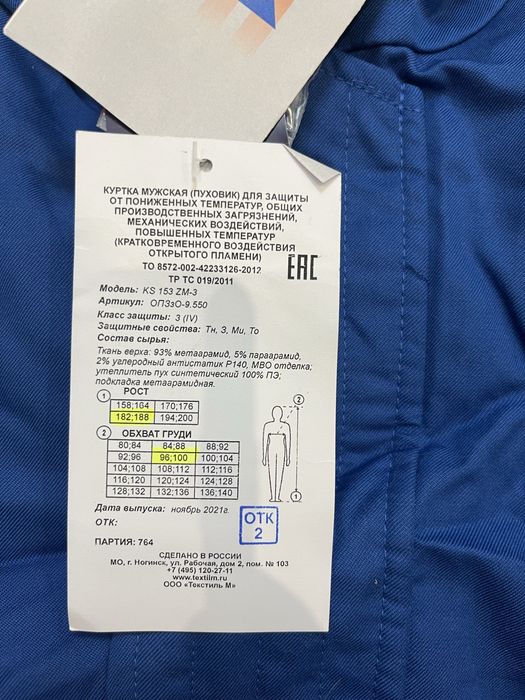 КУРТКА МУЖСКАЯ (ПУХОВИК) ДЛЯ ЗАЩИТЫ
ОТ ПОНИЖЕННЫХ ТЕМПЕРАТУР, ОБЩИХ
ПРОИЗВОДСТВЕННЫХ ЗАГРЯЗНЕНИЙ,
МЕХАНИЧЕСКИХ ВОЗДЕЙСТВИЙ,
ПОВЫШЕННЫХ ТЕМПЕРАТУР
(КРАТКОВРЕМЕННОГО ВОЗДЕЙСТВИЯ
ОТКРЫТОГО ПЛАМЕНИ)
ТО 8572-002-42233126-2012
ТР ТС 019/2011
ЕАС
Модель: KS 153 ZM-3
Артикул: ОПЗзО-9.550
Класс защиты: 3 (IV)
Защитные свойства: Тн, З, Ми, То
Состав сырья:
Ткань верха: 93% метаарамид, 5% параарамид,
2% углеродный антистатик P140, МВО отделка;
утеплитель пух синтетический 100% ПЭ;
подкладка метаарамидная.
1 РОСТ
158;164 170;176
182;188 194;200
2 ОБХВАТ ГРУДИ
80;84 84;88 88;92
92;96 96;100 100;104
104;108 108;112 112;116
116;120 120;124 124;128
128;132 132;136 136;140
2
1
Дата выпуска: ноябрь 2021г.
ОТК:
ОТК
2
ПАРТИЯ: 764
СДЕЛАНО В РОССИИ
МО, г. Ногинск, ул. Рабочая, дом 2, пом. № 103
+7 (495) 120-27-11
www.textilm.ru
ООО «Текстиль М»